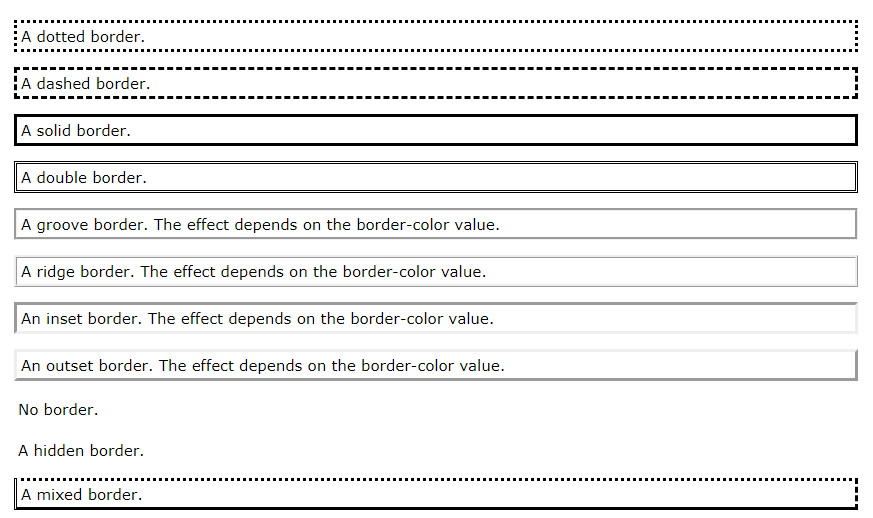 A dotted border.
A dashed border.
A solid border.
A double border.
A groove border. The effect depends on the border-color value.
A ridge border. The effect depends on the border-color value.
An inset border. The effect depends on the border-color value.
An outset border. The effect depends on the border-color value.
No border.
A hidden border.
A mixed border.